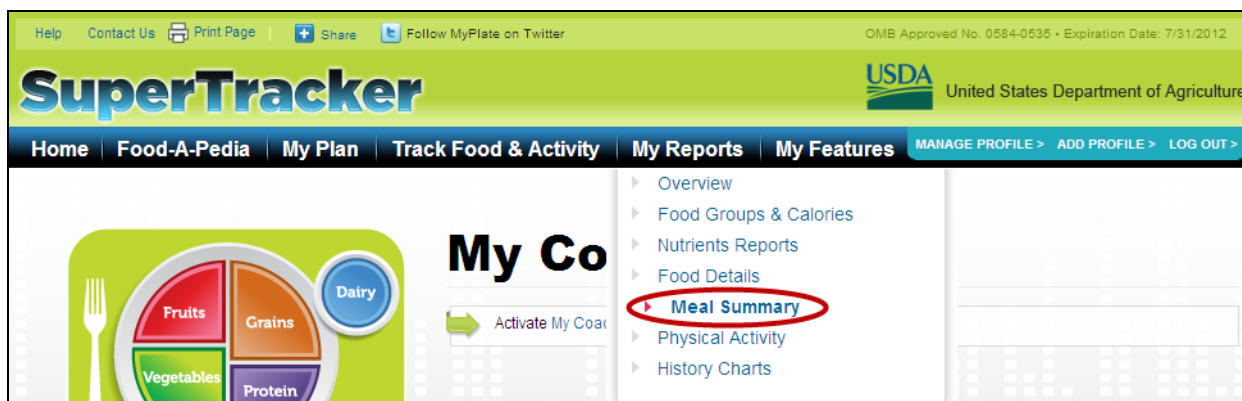 Help Contact Us Print Page Share Follow MyPlate on Twitter OMB Approved No. 0584-0535 • Expiration Date: 7/31/2012
SuperTracker USDA United States Department of Agriculture
Home Food-A-Pedia My Plan Track Food & Activity My Reports My Features MANAGE PROFILE > ADD PROFILE > LOG OUT >
Overview
Food Groups & Calories
Nutrients Reports
Food Details
Meal Summary
Physical Activity
History Charts
My Co
Activate My Coac
Dairy
Fruits
Grains
Vegetables
Protein